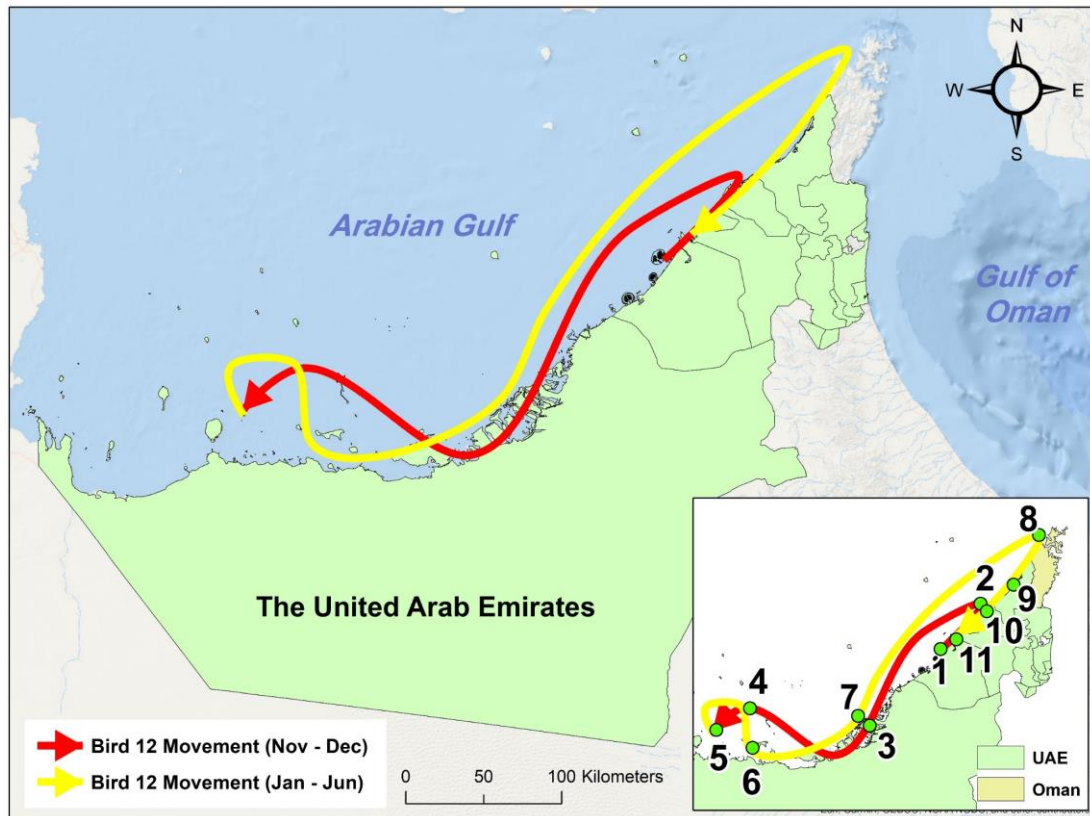 N
W E
S
Arabian Gulf
Gulf of
Oman
The United Arab Emirates
Bird 12 Movement (Nov - Dec)
Bird 12 Movement (Jan - Jun)
0 50 100 Kilometers
8
2
9
10
1
11
4
7
3
5
6
UAE
Oman